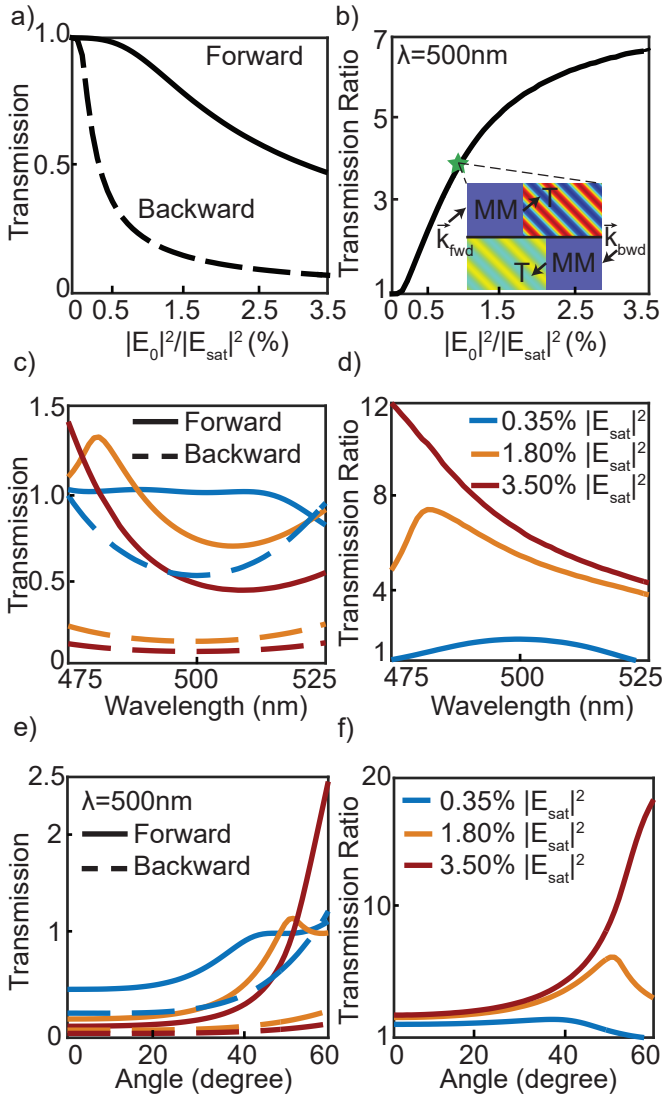 a)
1.0
0.5
0
Transmission
Forward
Backward
0 0.5 1.5 2.5 3.5
|E₀|²/|Eₛₐₜ|² (%)
b)
7
5
3
1
Transmission Ratio
λ=500nm
MM T
k_fwd
k_bwd
T MM
0 0.5 1.5 2.5 3.5
|E₀|²/|Eₛₐₜ|² (%)
c)
1.5
1.0
0.5
0
Transmission
Forward
Backward
475 500 525
Wavelength (nm)
d)
12
8
4
1
Transmission Ratio
0.35% |Eₛₐₜ|²
1.80% |Eₛₐₜ|²
3.50% |Eₛₐₜ|²
475 500 525
Wavelength (nm)
e)
2.5
2
1
0
Transmission
λ=500nm
Forward
Backward
0 20 40 60
Angle (degree)
f)
20
10
1
Transmission Ratio
0.35% |Eₛₐₜ|²
1.80% |Eₛₐₜ|²
3.50% |Eₛₐₜ|²
0 20 40 60
Angle (degree)